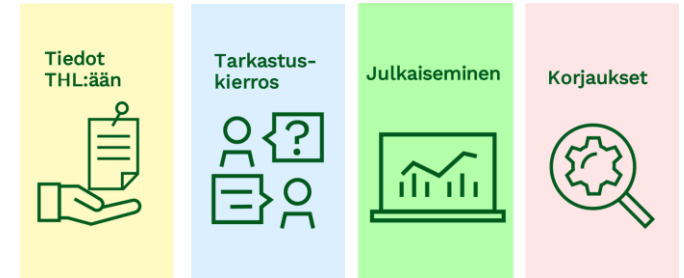 Tiedot
THL:ään
Tarkastus-
kierros
Julkaiseminen
Korjaukset
?